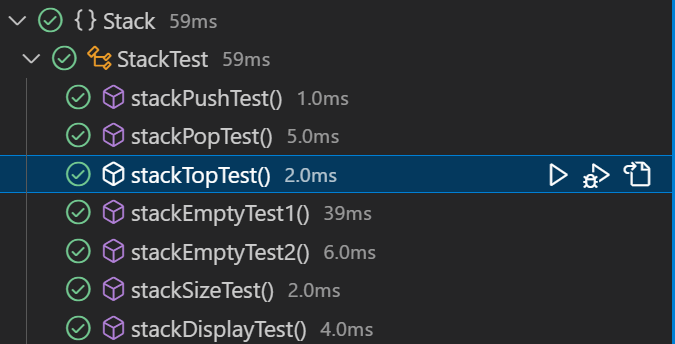 {} Stack 59ms
StackTest 59ms
stackPushTest() 1.0ms
stackPopTest() 5.0ms
stackTopTest() 2.0ms
stackEmptyTest1() 39ms
stackEmptyTest2() 6.0ms
stackSizeTest() 2.0ms
stackDisplayTest() 4.0ms